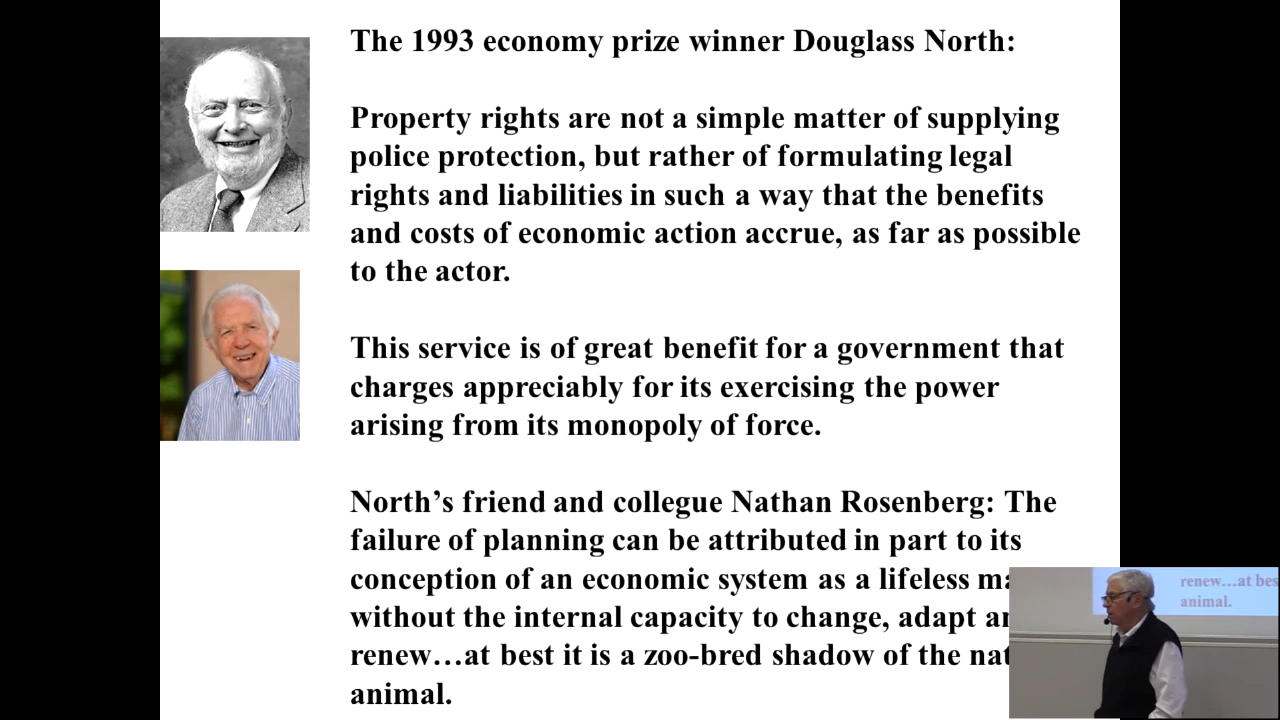 The 1993 economy prize winner Douglass North:
Property rights are not a simple matter of supplying
police protection, but rather of formulating legal
rights and liabilities in such a way that the benefits
and costs of economic action accrue, as far as possible
to the actor.
This service is of great benefit for a government that
charges appreciably for its exercising the power
arising from its monopoly of force.
North's friend and collegue Nathan Rosenberg: The
failure of planning can be attributed in part to its
conception of an economic system as a lifeless
without the internal capacity to change, adapt
renew…at best it is a zoo-bred shadow of the
animal.
renew…at
animal.